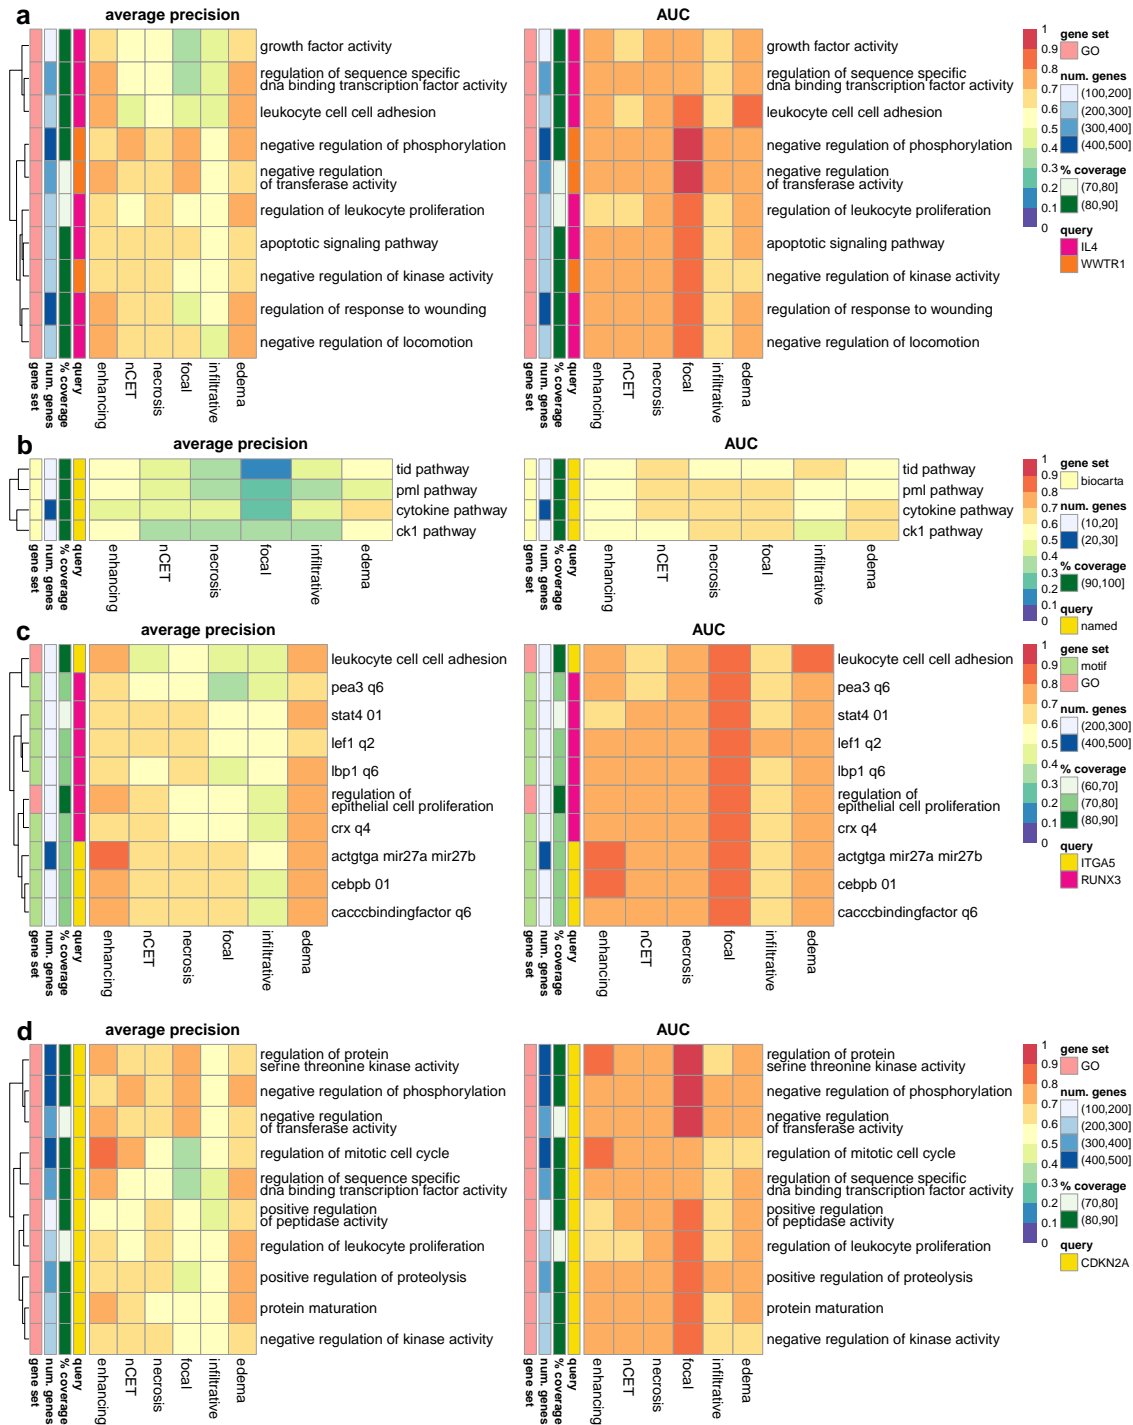 a
average precision
AUC
growth factor activity
regulation of sequence specific
dna binding transcription factor activity
leukocyte cell cell adhesion
negative regulation of phosphorylation
negative regulation
of transferase activity
regulation of leukocyte proliferation
apoptotic signaling pathway
negative regulation of kinase activity
regulation of response to wounding
negative regulation of locomotion
gene set
num. genes
% coverage
query
enhancing
nCET
necrosis
focal
infiltrative
edema
growth factor activity
regulation of sequence specific
dna binding transcription factor activity
leukocyte cell cell adhesion
negative regulation of phosphorylation
negative regulation
of transferase activity
regulation of leukocyte proliferation
apoptotic signaling pathway
negative regulation of kinase activity
regulation of response to wounding
negative regulation of locomotion
gene set
num. genes
% coverage
query
enhancing
nCET
necrosis
focal
infiltrative
edema
1
0.9
0.8
0.7
0.6
0.5
0.4
0.3
0.2
0.1
0
gene set
GO
num. genes
(100,200]
(200,300]
(300,400]
(400,500]
% coverage
(70,80]
(80,90]
query
IL4
WWTR1
b
average precision
AUC
tid pathway
pml pathway
cytokine pathway
ck1 pathway
gene set
num. genes
% coverage
query
enhancing
nCET
necrosis
focal
infiltrative
edema
tid pathway
pml pathway
cytokine pathway
ck1 pathway
gene set
num. genes
% coverage
query
enhancing
nCET
necrosis
focal
infiltrative
edema
1
0.9
0.8
0.7
0.6
0.5
0.4
0.3
0.2
0.1
0
gene set
biocarta
num. genes
(10,20]
(20,30]
% coverage
(90,100]
query
named
c
average precision
AUC
leukocyte cell cell adhesion
pea3 q6
stat4 01
lef1 q2
lbp1 q6
regulation of
epithelial cell proliferation
crx q4
actgtga mir27a mir27b
cebpb 01
cacccbindingfactor q6
gene set
num. genes
% coverage
query
enhancing
nCET
necrosis
focal
infiltrative
edema
leukocyte cell cell adhesion
pea3 q6
stat4 01
lef1 q2
lbp1 q6
regulation of
epithelial cell proliferation
crx q4
actgtga mir27a mir27b
cebpb 01
cacccbindingfactor q6
gene set
num. genes
% coverage
query
enhancing
nCET
necrosis
focal
infiltrative
edema
1
0.9
0.8
0.7
0.6
0.5
0.4
0.3
0.2
0.1
0
gene set
motif
GO
num. genes
(200,300]
(400,500]
% coverage
(60,70]
(70,80]
(80,90]
query
ITGA5
RUNX3
d
average precision
AUC
regulation of protein
serine threonine kinase activity
negative regulation of phosphorylation
negative regulation
of transferase activity
regulation of mitotic cell cycle
regulation of sequence specific
dna binding transcription factor activity
positive regulation
of peptidase activity
regulation of leukocyte proliferation
positive regulation of proteolysis
protein maturation
negative regulation of kinase activity
gene set
num. genes
% coverage
query
enhancing
nCET
necrosis
focal
infiltrative
edema
regulation of protein
serine threonine kinase activity
negative regulation of phosphorylation
negative regulation
of transferase activity
regulation of mitotic cell cycle
regulation of sequence specific
dna binding transcription factor activity
positive regulation
of peptidase activity
regulation of leukocyte proliferation
positive regulation of proteolysis
protein maturation
negative regulation of kinase activity
gene set
num. genes
% coverage
query
enhancing
nCET
necrosis
focal
infiltrative
edema
1
0.9
0.8
0.7
0.6
0.5
0.4
0.3
0.2
0.1
0
gene set
GO
num. genes
(100,200]
(200,300]
(300,400]
(400,500]
% coverage
(70,80]
(80,90]
query
CDKN2A